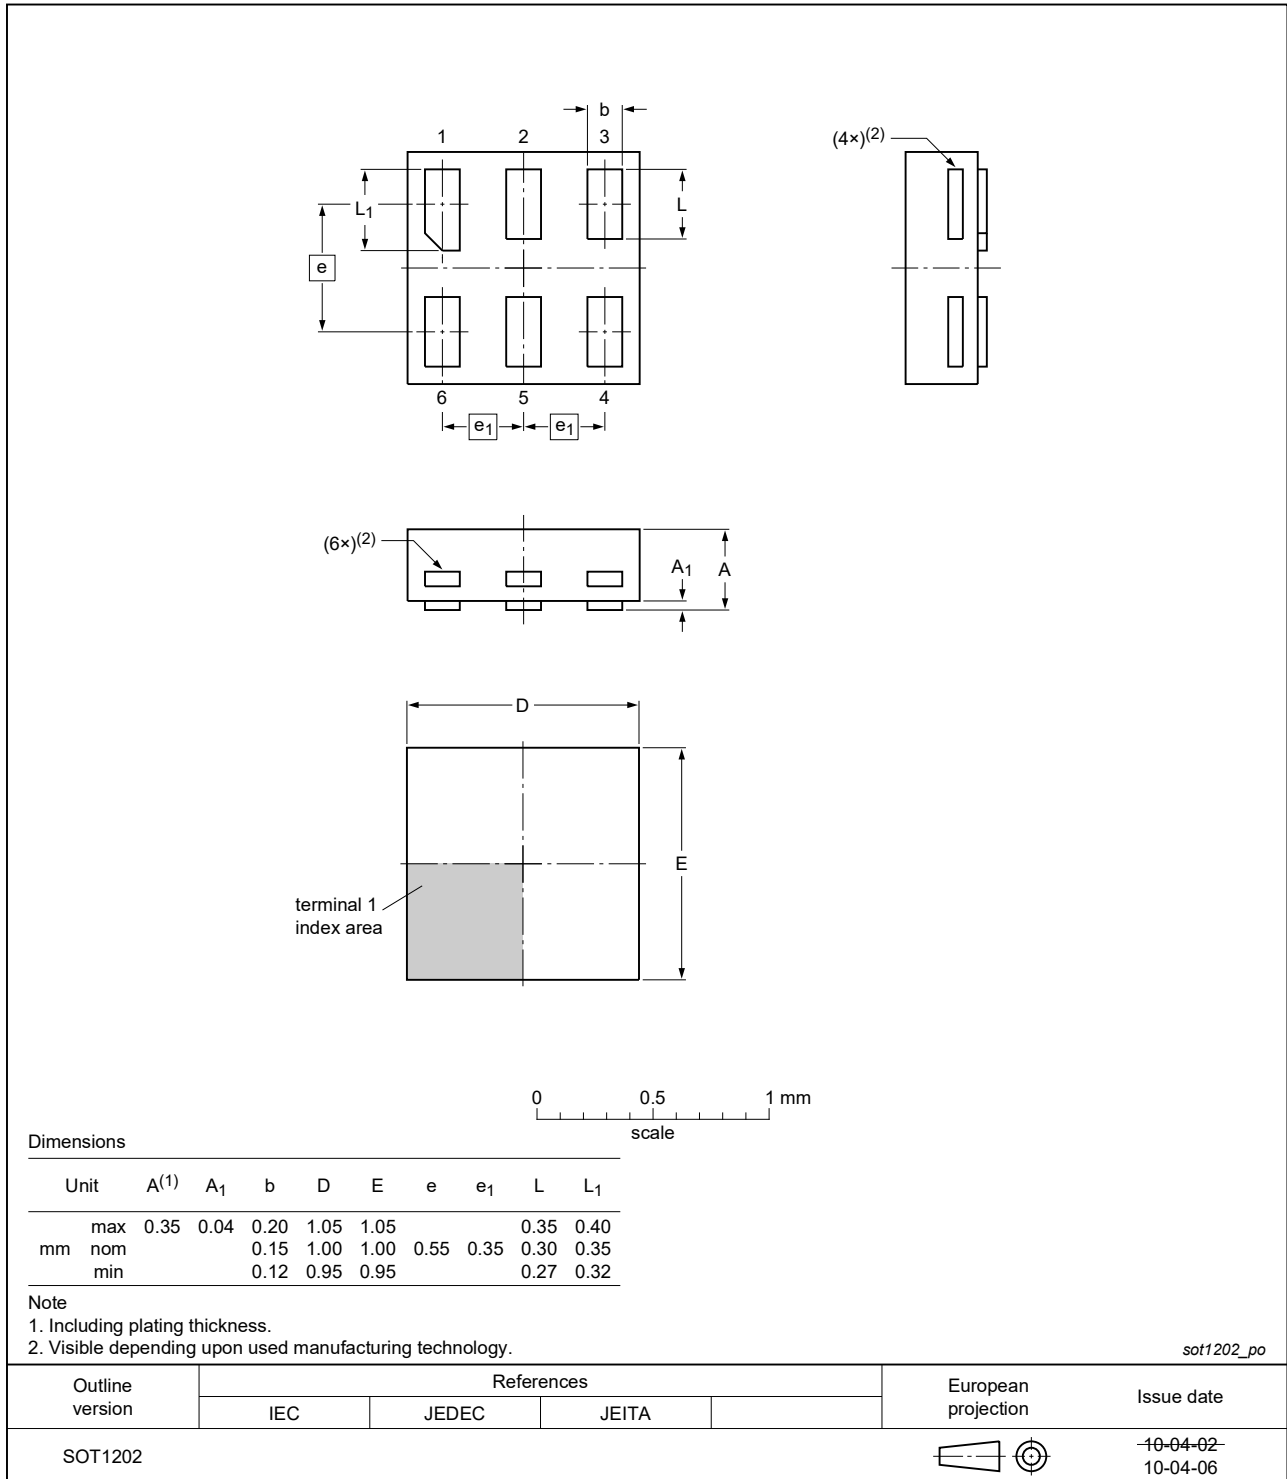 b
1 2 3
(4×)(2)
L1
L
e
6 5 4
e1 e1
(6×)(2)
A1 A
D
E
terminal 1
index area
0 0.5 1 mm
scale
Dimensions
Unit A(1) A1 b D E e e1 L L1
max 0.35 0.04 0.20 1.05 1.05 0.35 0.40
mm nom 0.15 1.00 1.00 0.55 0.35 0.30 0.35
min 0.12 0.95 0.95 0.27 0.32
Note
1. Including plating thickness.
2. Visible depending upon used manufacturing technology.
sot1202_po
Outline
version
References
IEC JEDEC JEITA
European
projection
Issue date
SOT1202
10-04-02
10-04-06